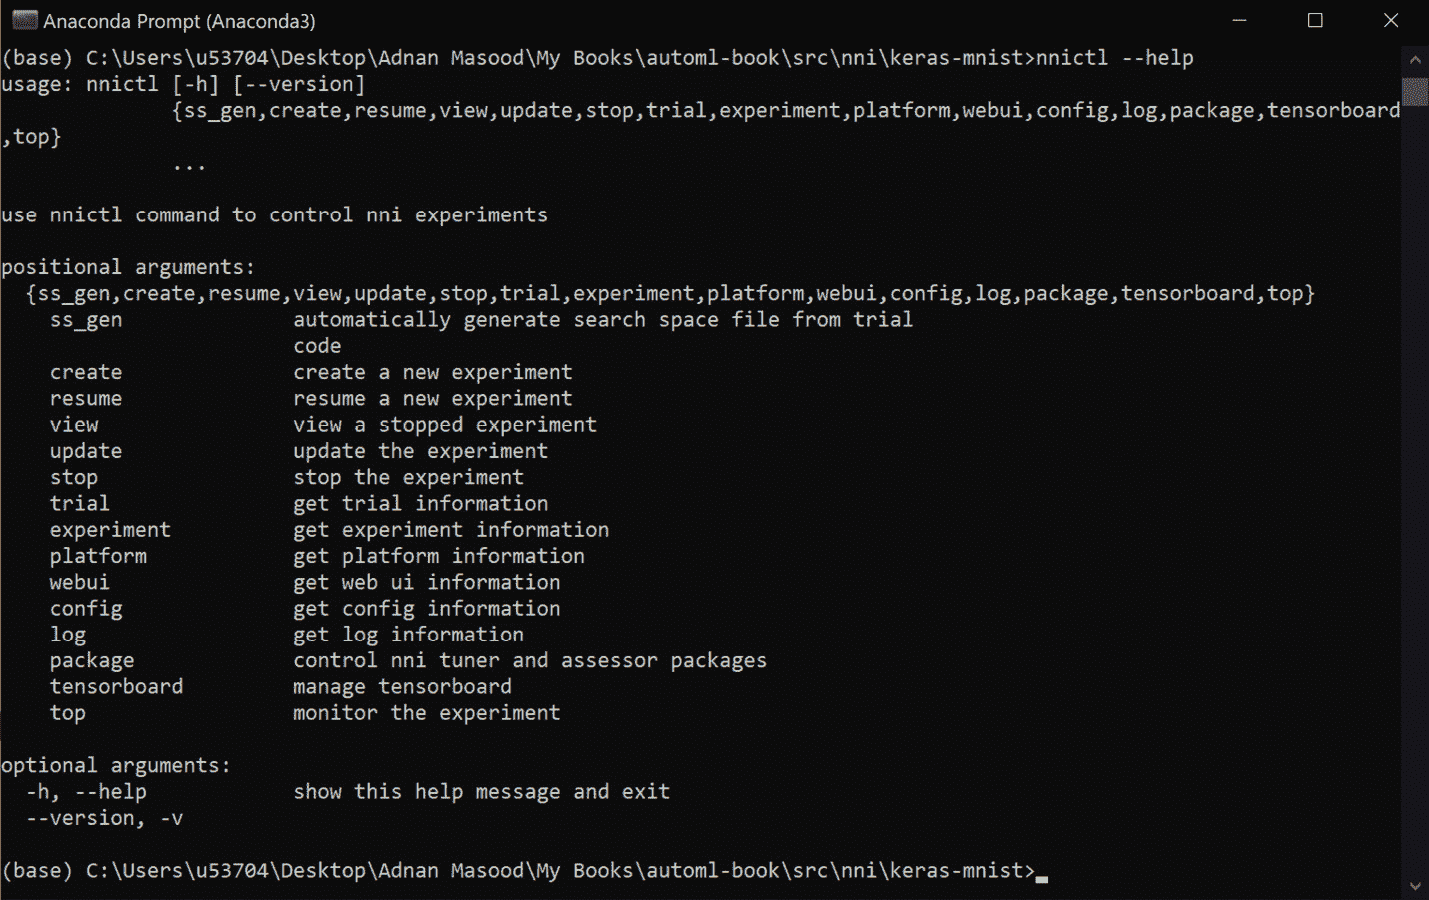 Anaconda Prompt (Anaconda3)
(base) C:\Users\u53704\Desktop\Adnan Masood\My Books\automl-book\src\nni\keras-mnist>nnictl --help
usage: nnictl [-h] [--version]
              {ss_gen,create,resume,view,update,stop,trial,experiment,platform,webui,config,log,package,tensorboard
,top}
              ...
use nnictl command to control nni experiments
positional arguments:
  {ss_gen,create,resume,view,update,stop,trial,experiment,platform,webui,config,log,package,tensorboard,top}
    ss_gen              automatically generate search space file from trial
                        code
    create              create a new experiment
    resume              resume a new experiment
    view                view a stopped experiment
    update              update the experiment
    stop                stop the experiment
    trial               get trial information
    experiment          get experiment information
    platform            get platform information
    webui               get web ui information
    config              get config information
    log                 get log information
    package             control nni tuner and assessor packages
    tensorboard         manage tensorboard
    top                 monitor the experiment
optional arguments:
  -h, --help            show this help message and exit
  --version, -v
(base) C:\Users\u53704\Desktop\Adnan Masood\My Books\automl-book\src\nni\keras-mnist>